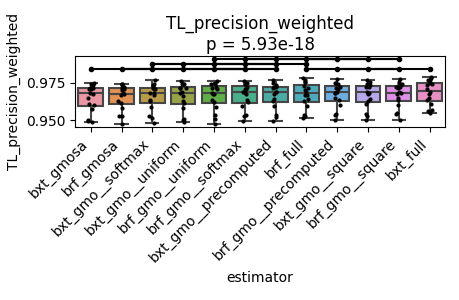 TL_precision_weighted
p = 5.93e-18
TL_precision_weighted
0.975
0.950
bxt_gmosa
brf_gmosa
bxt_gmo__softmax
bxt_gmo__uniform
brf_gmo__uniform
brf_gmo__softmax
bxt_gmo__precomputed
brf_full
brf_gmo__precomputed
bxt_gmo__square
brf_gmo__square
bxt_full
estimator